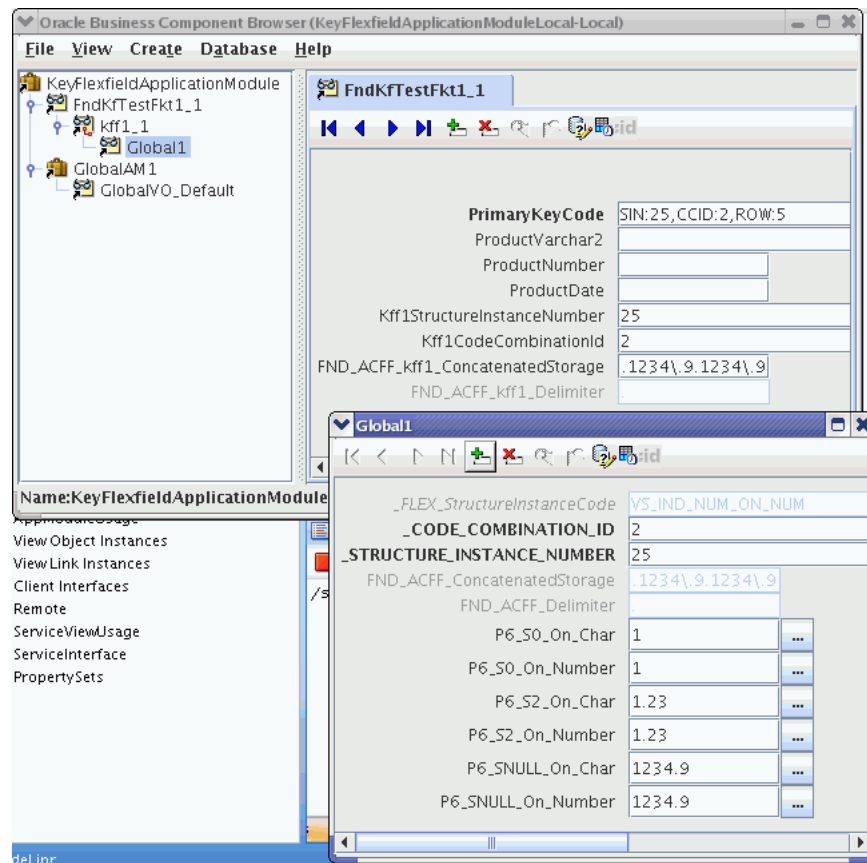 Oracle Business Component Browser (KeyFlexfieldApplicationModuleLocal-Local)
File View Create Database Help
KeyFlexfieldApplicationModule
FndKfTestFkt1_1
kff1_1
Global1
GlobalAM1
GlobalVO_Default
FndKfTestFkt1_1
:id
PrimaryKeyCode SIN:25,CCID:2,ROW:5
ProductVarchar2
ProductNumber
ProductDate
Kff1StructureInstanceNumber 25
Kff1CodeCombinationId 2
FND_ACFF_kff1_ConcatenatedStorage .1234\.9.1234\.9
FND_ACFF_kff1_Delimiter .
Name:KeyFlexfieldApplicationModule
Global1
:id
_FLEX_StructureInstanceCode VS_IND_NUM_ON_NUM
_CODE_COMBINATION_ID 2
_STRUCTURE_INSTANCE_NUMBER 25
FND_ACFF_ConcatenatedStorage .1234\.9.1234\.9
FND_ACFF_Delimiter .
P6_S0_On_Char 1 ...
P6_S0_On_Number 1 ...
P6_S2_On_Char 1.23 ...
P6_S2_On_Number 1.23 ...
P6_SNULL_On_Char 1234.9 ...
P6_SNULL_On_Number 1234.9 ...
View Object Instances
View Link Instances
Client Interfaces
Remote
ServiceViewUsage
ServiceInterface
PropertySets
/s